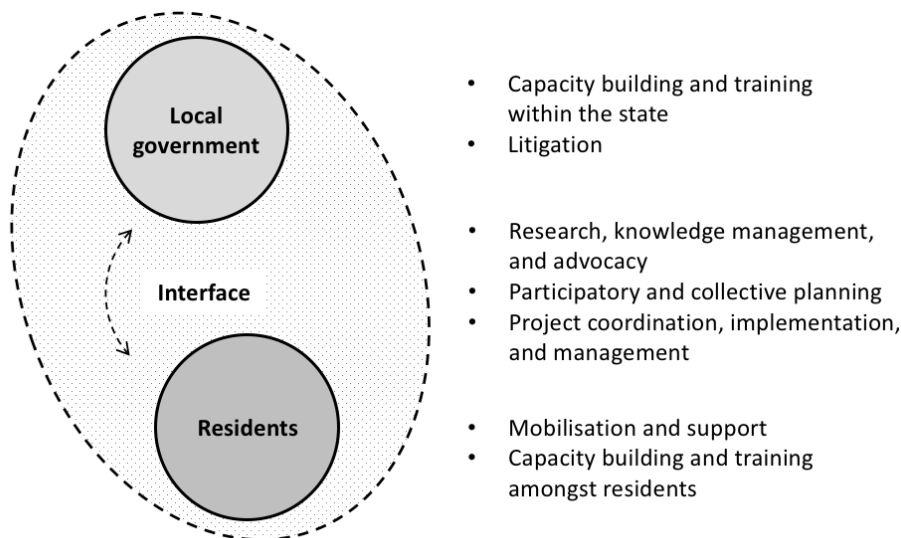 Local
government
Interface
Residents
• Capacity building and training
within the state
• Litigation
• Research, knowledge management,
and advocacy
• Participatory and collective planning
• Project coordination, implementation,
and management
• Mobilisation and support
• Capacity building and training
amongst residents